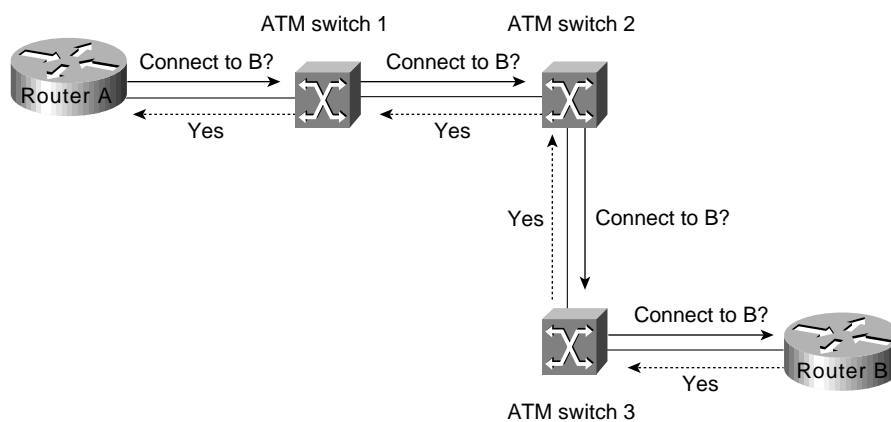 ATM switch 1
ATM switch 2
Connect to B?
Connect to B?
Router A
Yes
Yes
Yes
Connect to B?
Connect to B?
Router B
Yes
ATM switch 3